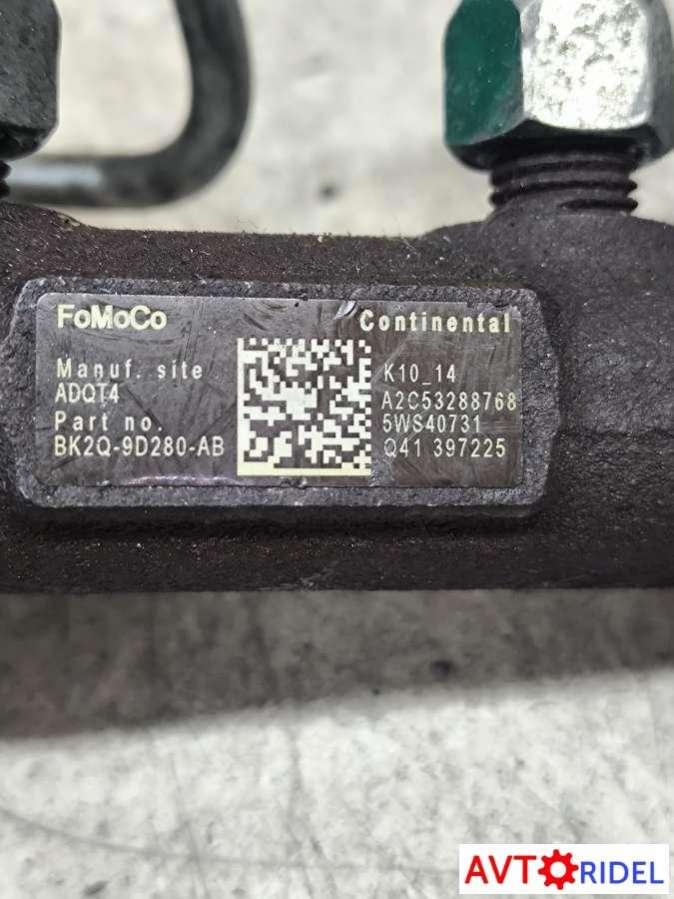 FoMoCo
Continental
Manuf. site
ADQT4
Part no.
BK2Q-9D280-AB
K10_14
A2C53288768
5WS40731
Q41 397225
AVTORIDEL